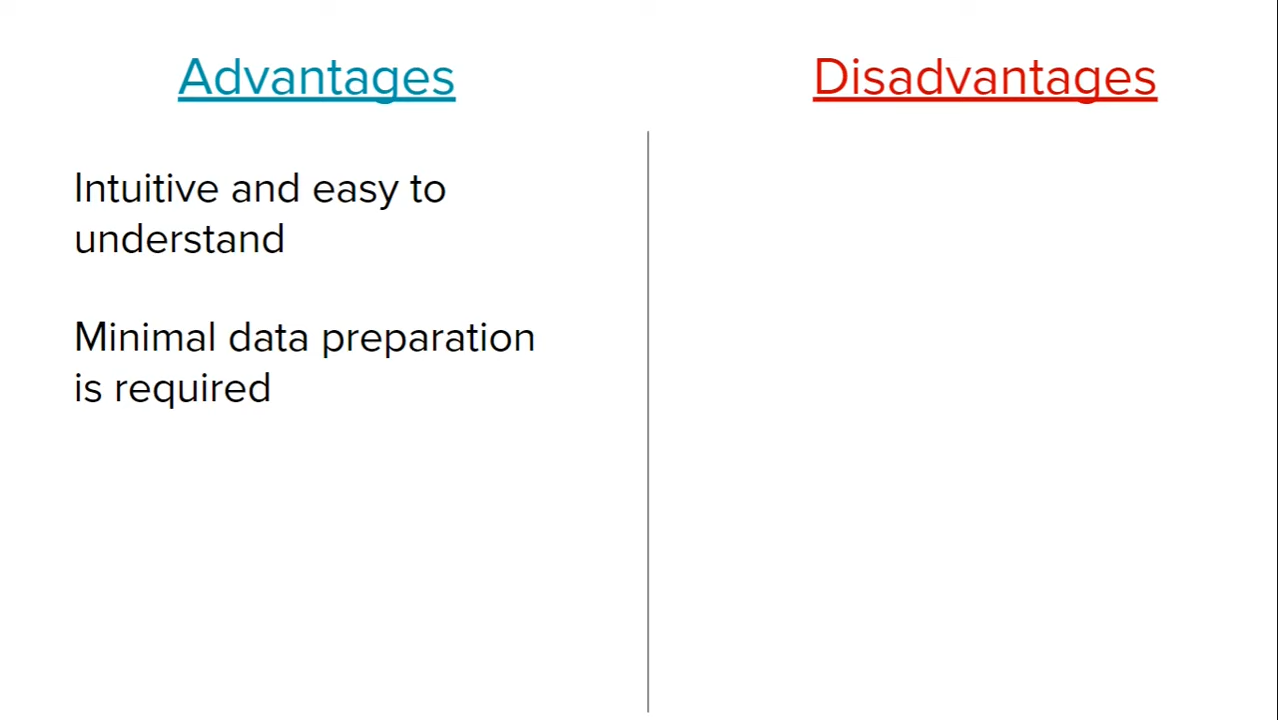 Advantages
Disadvantages
Intuitive and easy to
understand
Minimal data preparation
is required